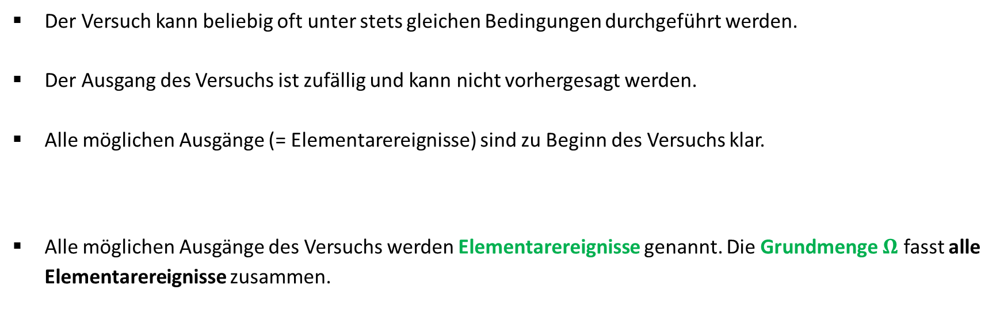 ▪ Der Versuch kann beliebig oft unter stets gleichen Bedingungen durchgeführt werden.
▪ Der Ausgang des Versuchs ist zufällig und kann nicht vorhergesagt werden.
▪ Alle möglichen Ausgänge (= Elementarereignisse) sind zu Beginn des Versuchs klar.
▪ Alle möglichen Ausgänge des Versuchs werden Elementarereignisse genannt. Die Grundmenge Ω fasst alle
Elementarereignisse zusammen.